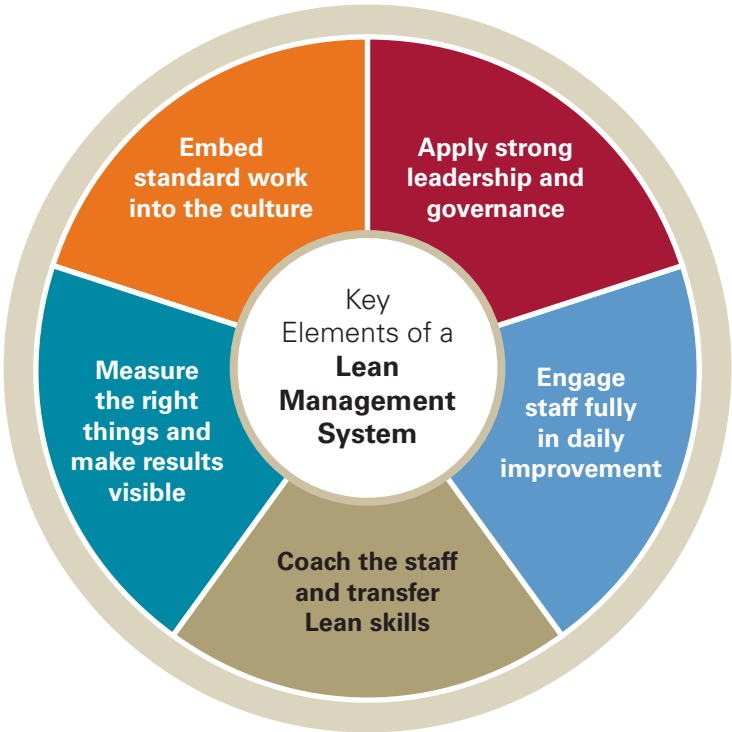 Key
Elements of a
Lean
Management
System
Apply strong
leadership and
governance
Engage
staff fully
in daily
improvement
Coach the staff
and transfer
Lean skills
Measure
the right
things and
make results
visible
Embed
standard work
into the culture